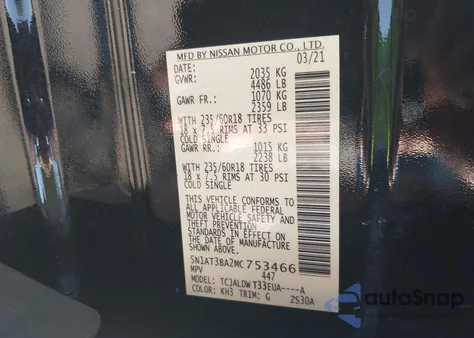 MFD BY NISSAN MOTOR CO., LTD.
DATE: 03/21
GVWR: 2035 KG
4486 LB
GAWR FR.: 1070 KG
2359 LB
WITH 235/60R18 TIRES
18 x 7.5 RIMS AT 33 PSI
COLD SINGLE
GAWR RR.: 1015 KG
2238 LB
WITH 235/60R18 TIRES
18 x 7.5 RIMS AT 30 PSI
COLD SINGLE
THIS VEHICLE CONFORMS TO
ALL APPLICABLE FEDERAL
MOTOR VEHICLE SAFETY AND
THEFT PREVENTION
STANDARDS IN EFFECT ON THE
DATE OF MANUFACTURE
SHOWN ABOVE.
5N1AT3BA2MC753466
MPV 447
MODEL: TCJALDWT33EUA----A
COLOR: KH3 TRIM: G 2S30A
autoSnap